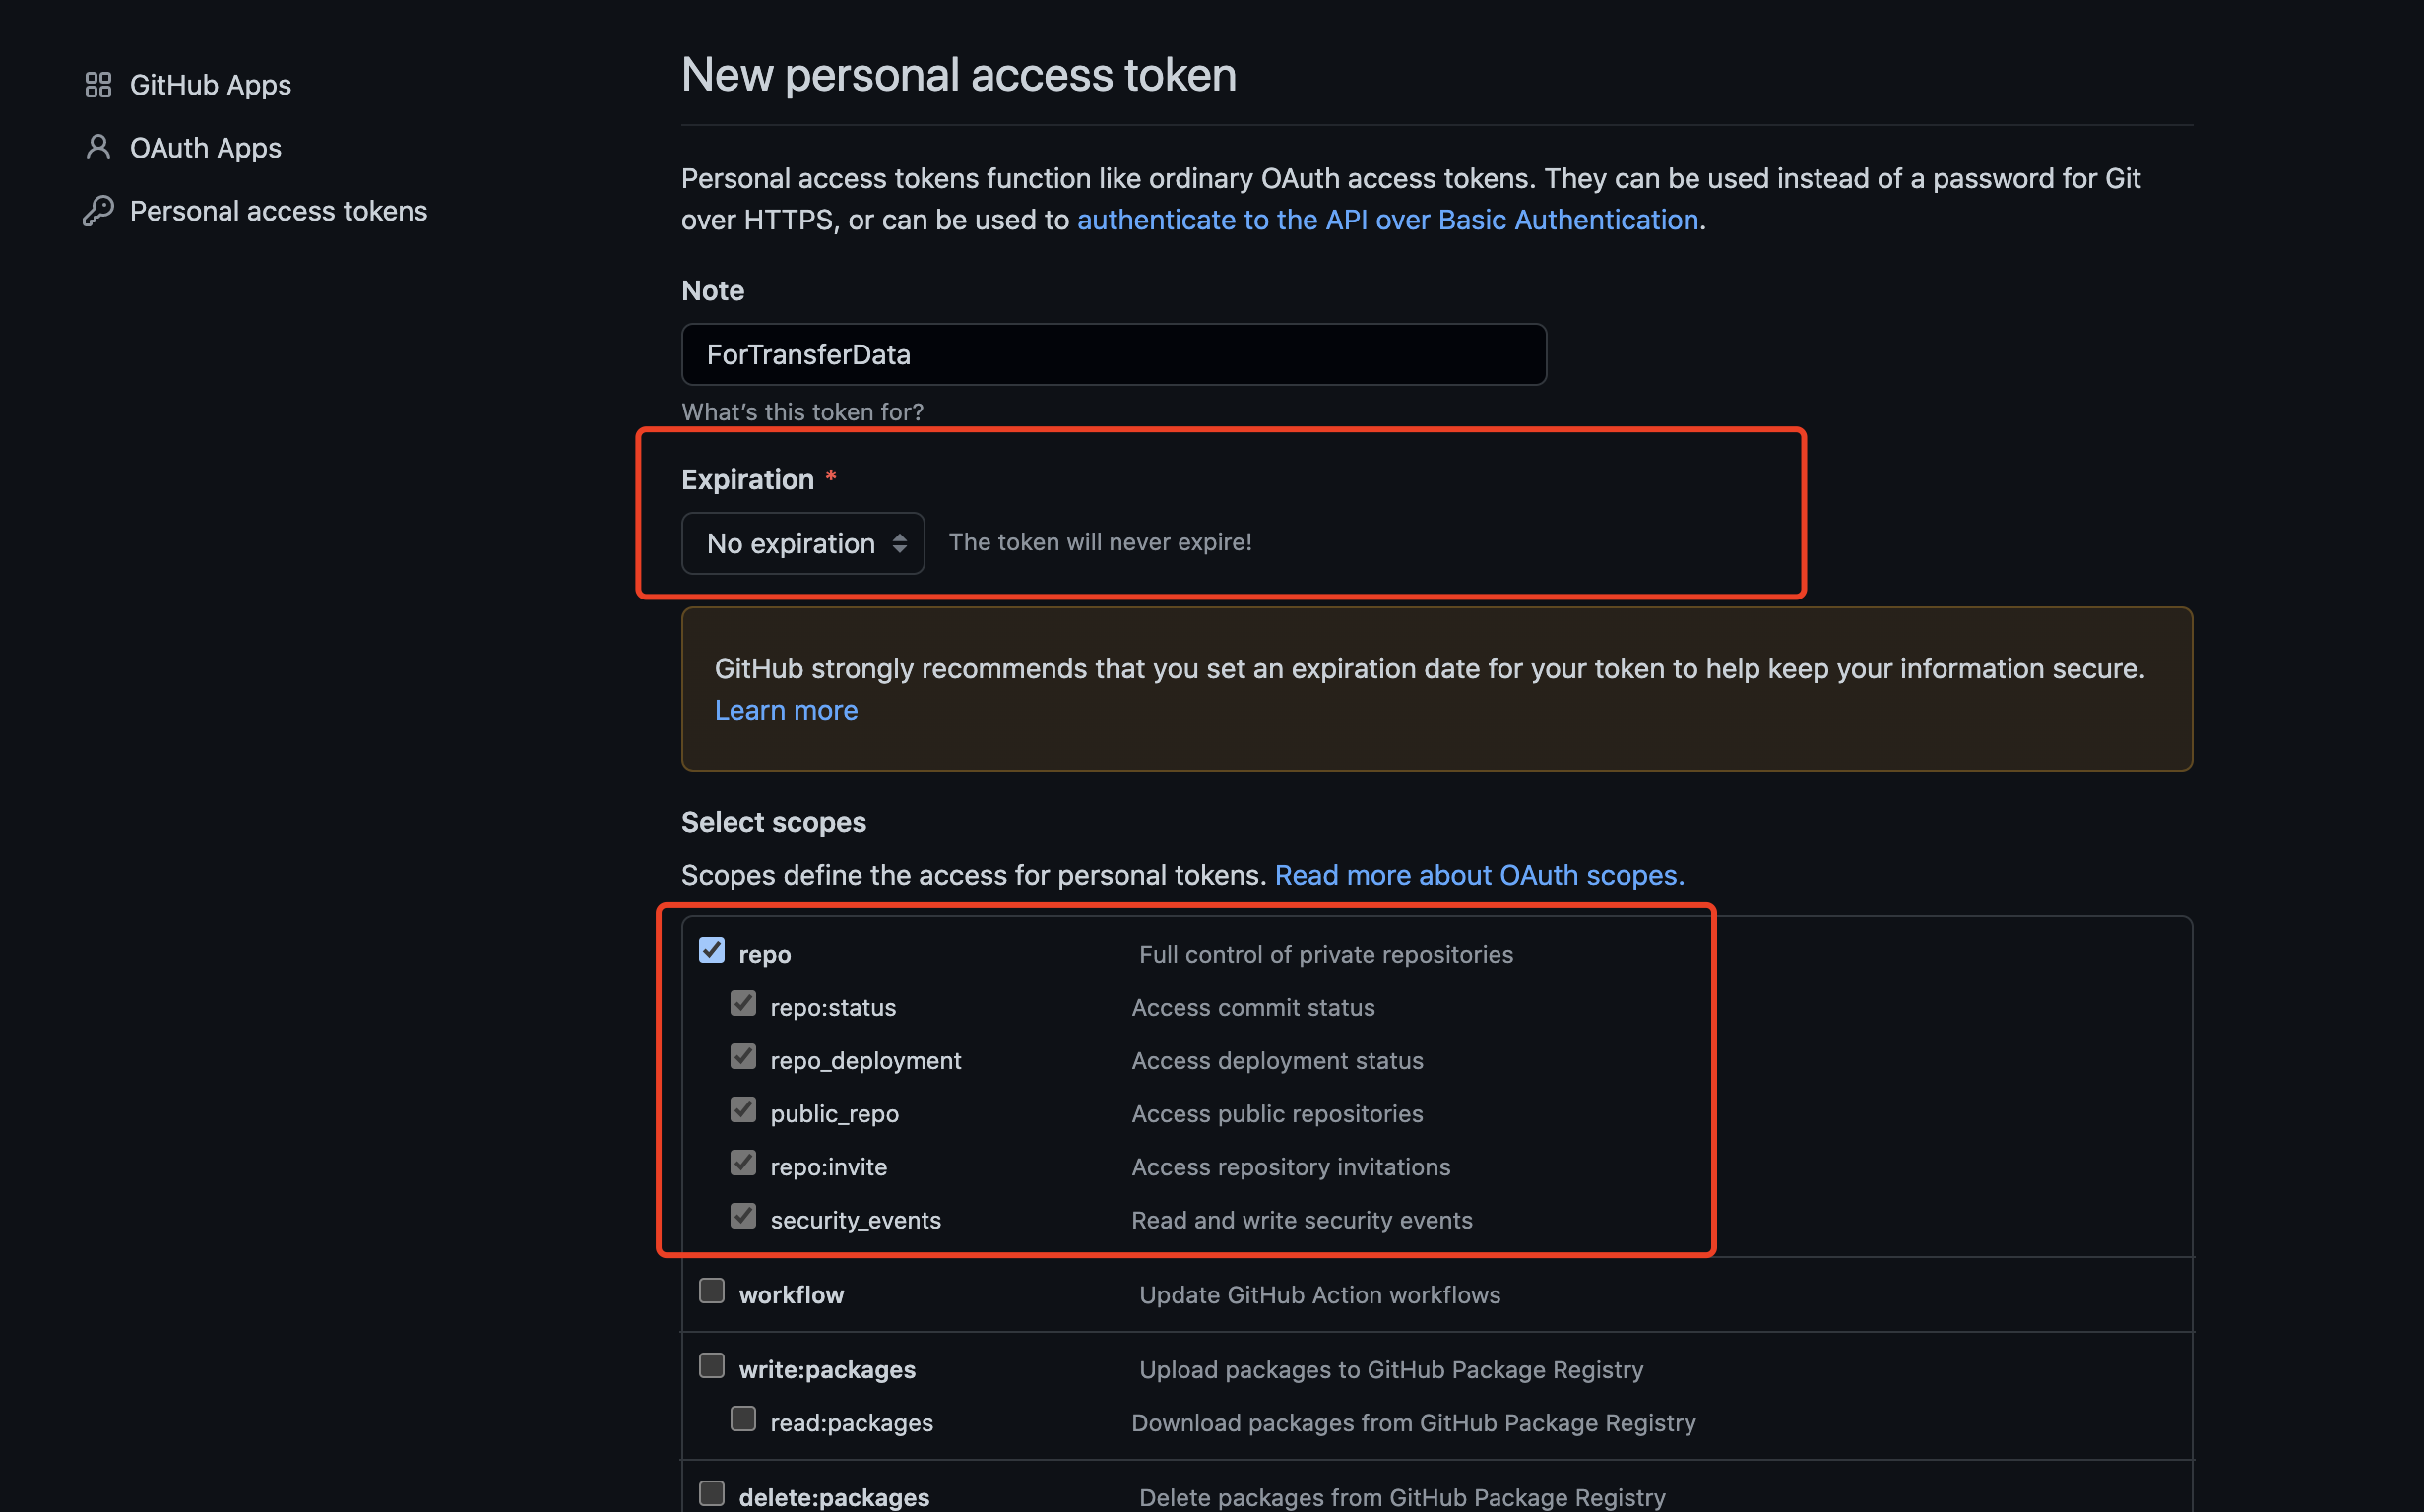 GitHub Apps
OAuth Apps
Personal access tokens
New personal access token
Personal access tokens function like ordinary OAuth access tokens. They can be used instead of a password for Git
over HTTPS, or can be used to authenticate to the API over Basic Authentication.
Note
ForTransferData
What’s this token for?
Expiration *
No expiration The token will never expire!
GitHub strongly recommends that you set an expiration date for your token to help keep your information secure.
Learn more
Select scopes
Scopes define the access for personal tokens. Read more about OAuth scopes.
repo Full control of private repositories
repo:status Access commit status
repo_deployment Access deployment status
public_repo Access public repositories
repo:invite Access repository invitations
security_events Read and write security events
workflow Update GitHub Action workflows
write:packages Upload packages to GitHub Package Registry
read:packages Download packages from GitHub Package Registry
delete:packages Delete packages from GitHub Package Registry